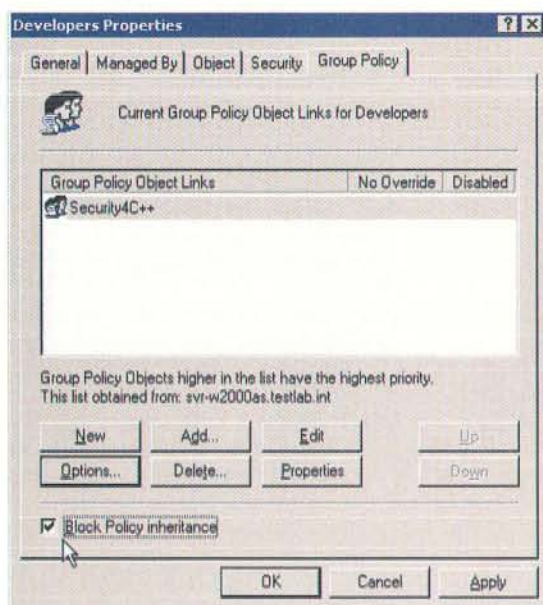 Developers Properties
General Managed By Object Security Group Policy
Current Group Policy Object Links for Developers
Group Policy Object Links No Override Disabled
Security4C++
Group Policy Objects higher in the list have the highest priority.
This list obtained from: svr-w2000as.testlab.int
New Add... Edit Up
Options... Delete... Properties Down
Block Policy inheritance
OK Cancel Apply